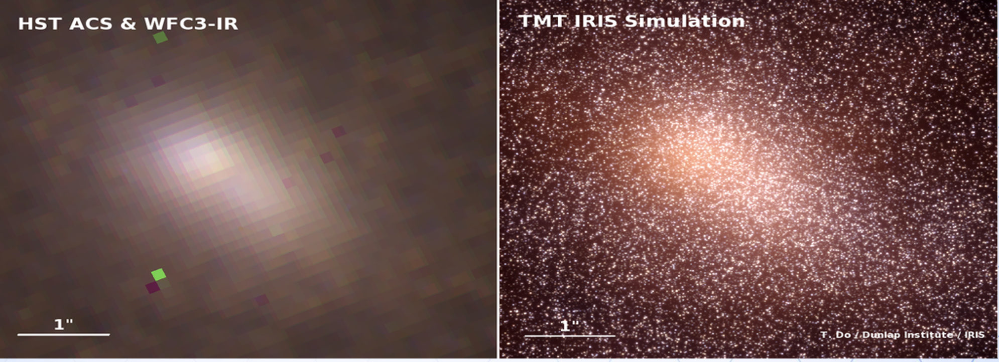 HST ACS & WFC3-IR
1"
TMT IRIS Simulation
1"
T. Do / Dunlap Institute / IRIS